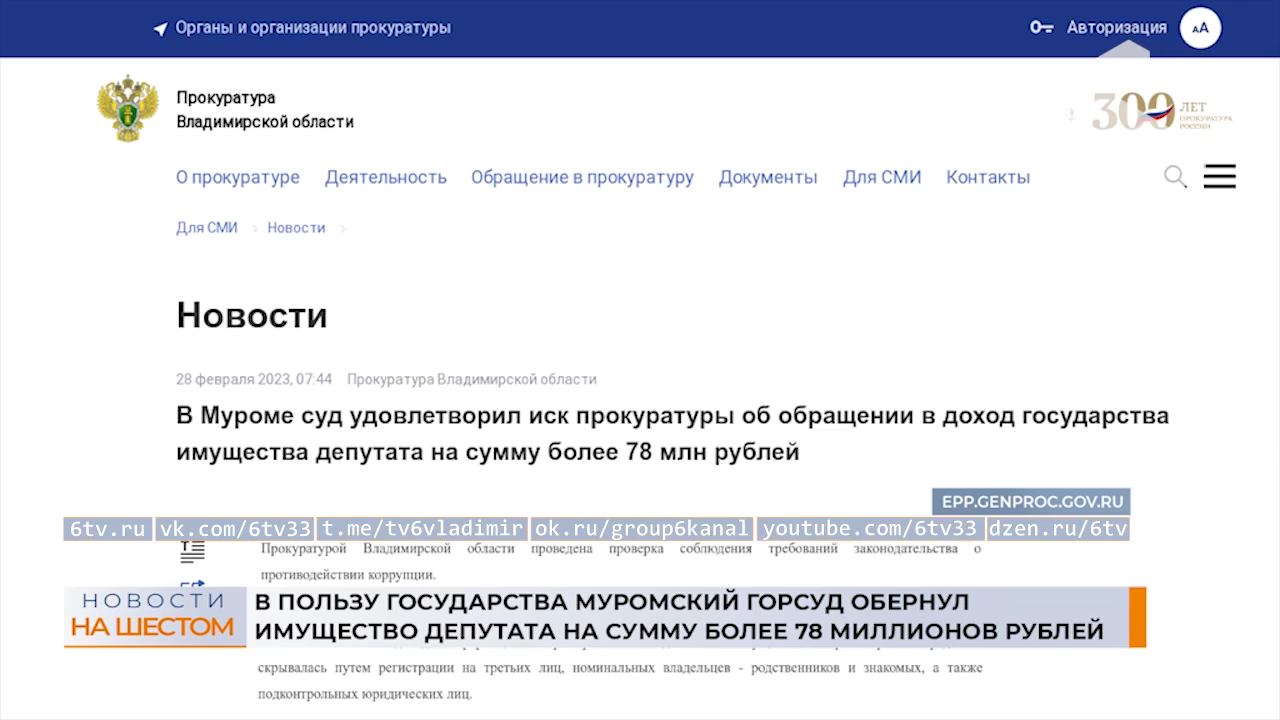 Органы и организации прокуратуры
Авторизация
AA
Прокуратура
Владимирской области
300 ЛЕТ
ПРОКУРАТУРА
РОССИИ
О прокуратуре Деятельность Обращение в прокуратуру Документы Для СМИ Контакты
Для СМИ Новости
Новости
28 февраля 2023, 07:44 Прокуратура Владимирской области
В Муроме суд удовлетворил иск прокуратуры об обращении в доход государства
имущества депутата на сумму более 78 млн рублей
EPP.GENPROC.GOV.RU
6tv.ru vk.com/6tv33 t.me/tv6vladimir ok.ru/group6kanal youtube.com/6tv33 dzen.ru/6tv
Прокуратурой Владимирской области проведена проверка соблюдения требований законодательства о
противодействии коррупции.
НОВОСТИ
НА ШЕСТОМ
В ПОЛЬЗУ ГОСУДАРСТВА МУРОМСКИЙ ГОРСУД ОБЕРНУЛ
ИМУЩЕСТВО ДЕПУТАТА НА СУММУ БОЛЕЕ 78 МИЛЛИОНОВ РУБЛЕЙ
скрывалась путем регистрации на третьих лиц, номинальных владельцев - родственников и знакомых, а также
подконтрольных юридических лиц.